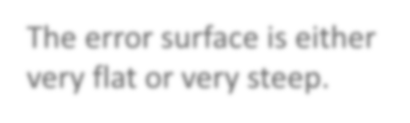 The error surface is either
very flat or very steep.